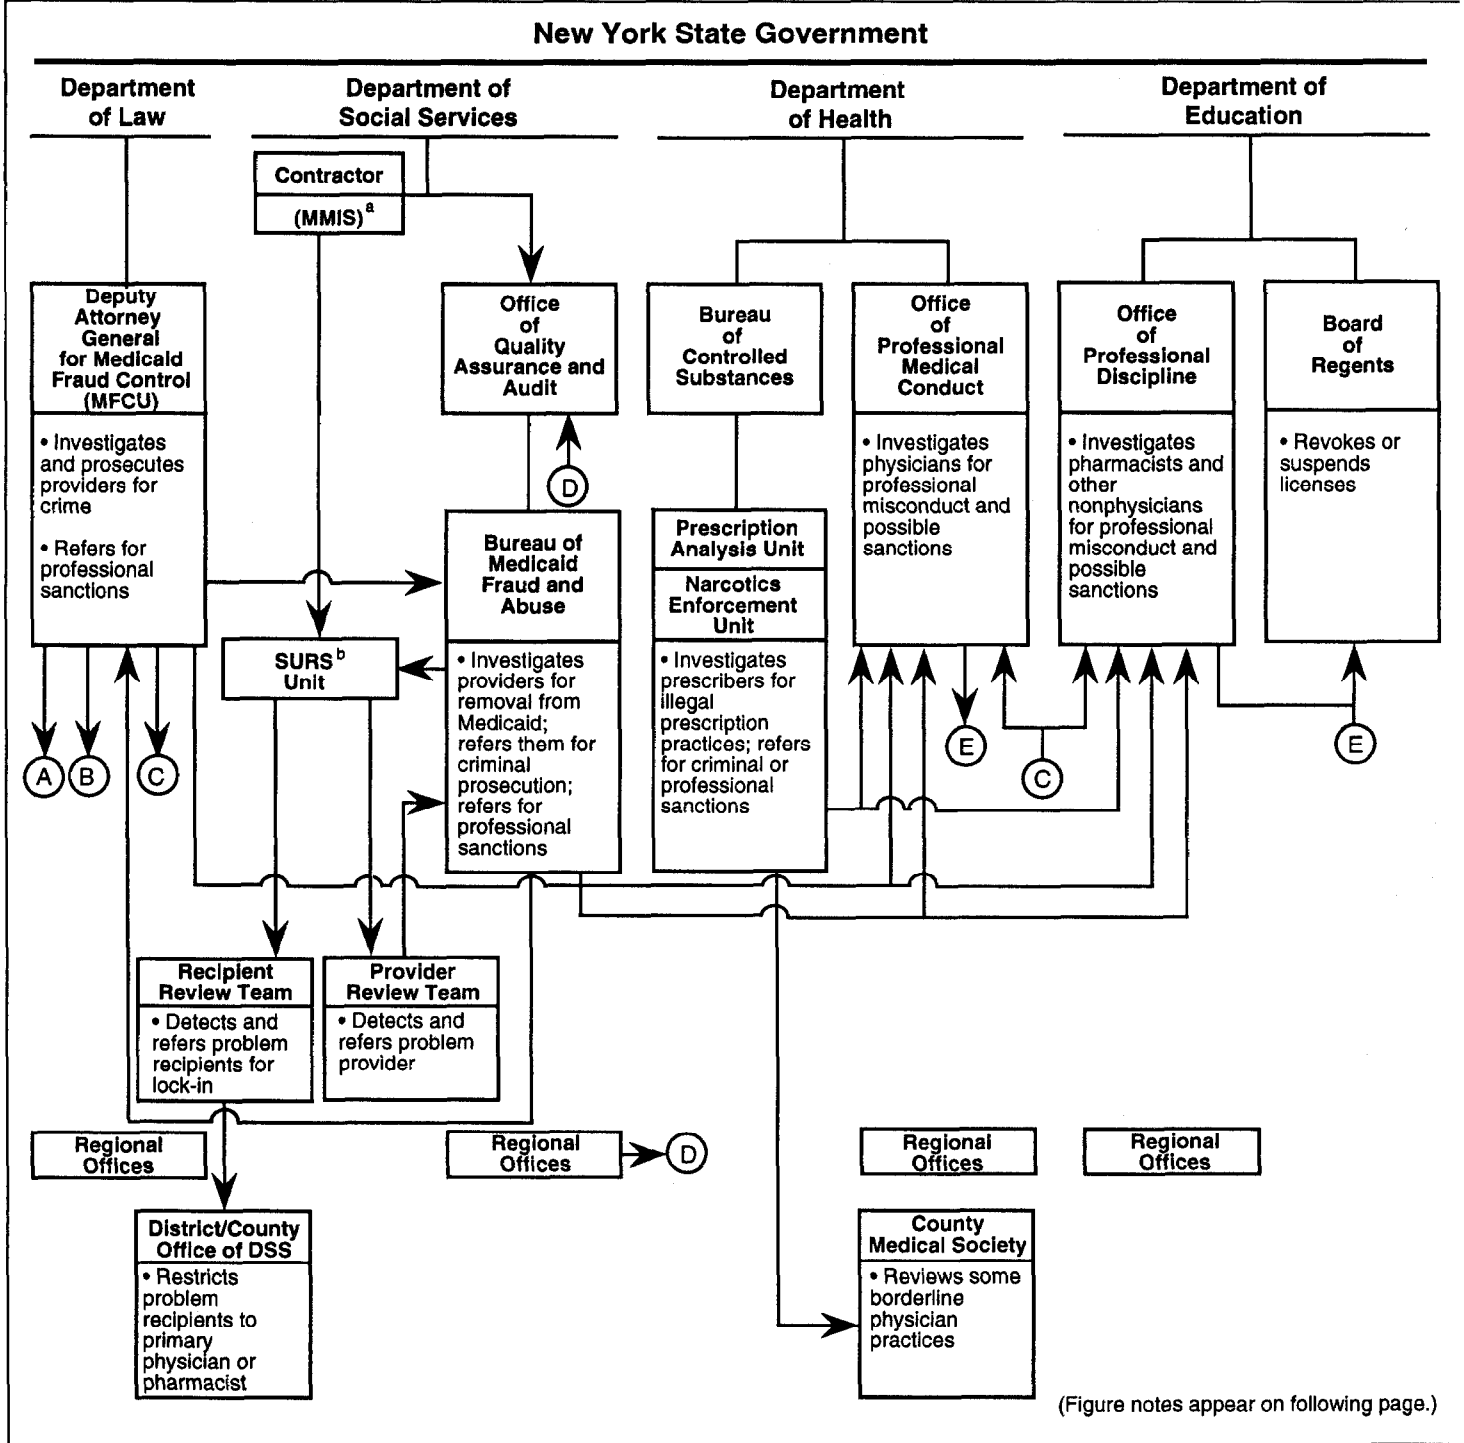 New York State Government
Department
of Law
Department of
Social Services
Department
of Health
Department of
Education
Contractor
(MMIS)a
Deputy
Attorney
General
for Medicaid
Fraud Control
(MFCU)
• Investigates
and prosecutes
providers for
crime
• Refers for
professional
sanctions
Office
of
Quality
Assurance and
Audit
D
Bureau of
Medicaid
Fraud and
Abuse
• Investigates
providers for
removal from
Medicaid;
refers them for
criminal
prosecution;
refers for
professional
sanctions
SURSb
Unit
Bureau
of
Controlled
Substances
Prescription
Analysis Unit
Narcotics
Enforcement
Unit
• Investigates
prescribers for
illegal
prescription
practices; refers
for criminal or
professional
sanctions
Office
of
Professional
Medical
Conduct
• Investigates
physicians for
professional
misconduct and
possible
sanctions
Office
of
Professional
Discipline
• Investigates
pharmacists and
other
nonphysicians
for professional
misconduct and
possible
sanctions
Board
of
Regents
• Revokes or
suspends
licenses
A
B
C
E
C
E
Recipient
Review Team
• Detects and
refers problem
recipients for
lock-in
Provider
Review Team
• Detects and
refers problem
provider
Regional
Offices
Regional
Offices
D
Regional
Offices
Regional
Offices
District/County
Office of DSS
• Restricts
problem
recipients to
primary
physician or
pharmacist
County
Medical Society
• Reviews some
borderline
physician
practices
(Figure notes appear on following page.)